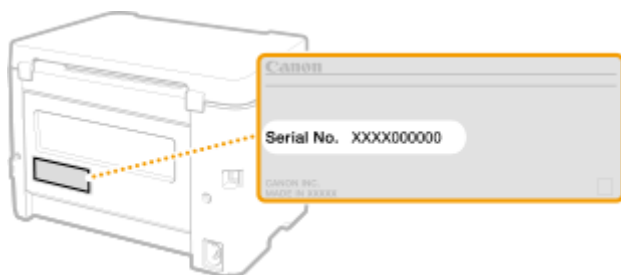 Canon
Serial No. XXXX000000
CANON INC.
MADE IN XXXXX